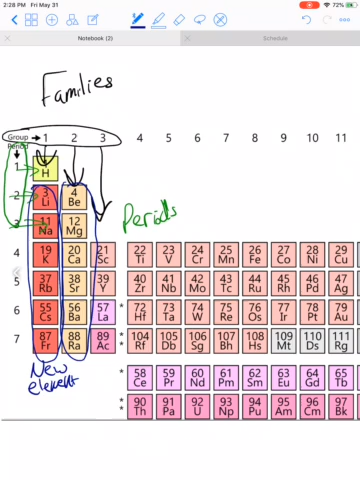 2:28 PM Fri May 31
72%
Notebook (2)
Schedule
Families
Group → 1 2 3 4 5 6 7 8 9 10 11
Period
1 1 H
2 3 Li 4 Be
Periods
3 11 Na 12 Mg
4 19 K 20 Ca 21 Sc 22 Ti 23 V 24 Cr 25 Mn 26 Fe 27 Co 28 Ni 29 Cu
5 37 Rb 38 Sr 39 Y 40 Zr 41 Nb 42 Mo 43 Tc 44 Ru 45 Rh 46 Pd 47 Ag
6 55 Cs 56 Ba 57 La * 72 Hf 73 Ta 74 W 75 Re 76 Os 77 Ir 78 Pt 79 Au
7 87 Fr 88 Ra 89 Ac * * 104 Rf 105 Db 106 Sg 107 Bh 108 Hs 109 Mt 110 Ds 111 Rg
New
element
* 58 Ce 59 Pr 60 Nd 61 Pm 62 Sm 63 Eu 64 Gd 65 Tb
* * 90 Th 91 Pa 92 U 93 Np 94 Pu 95 Am 96 Cm 97 Bk